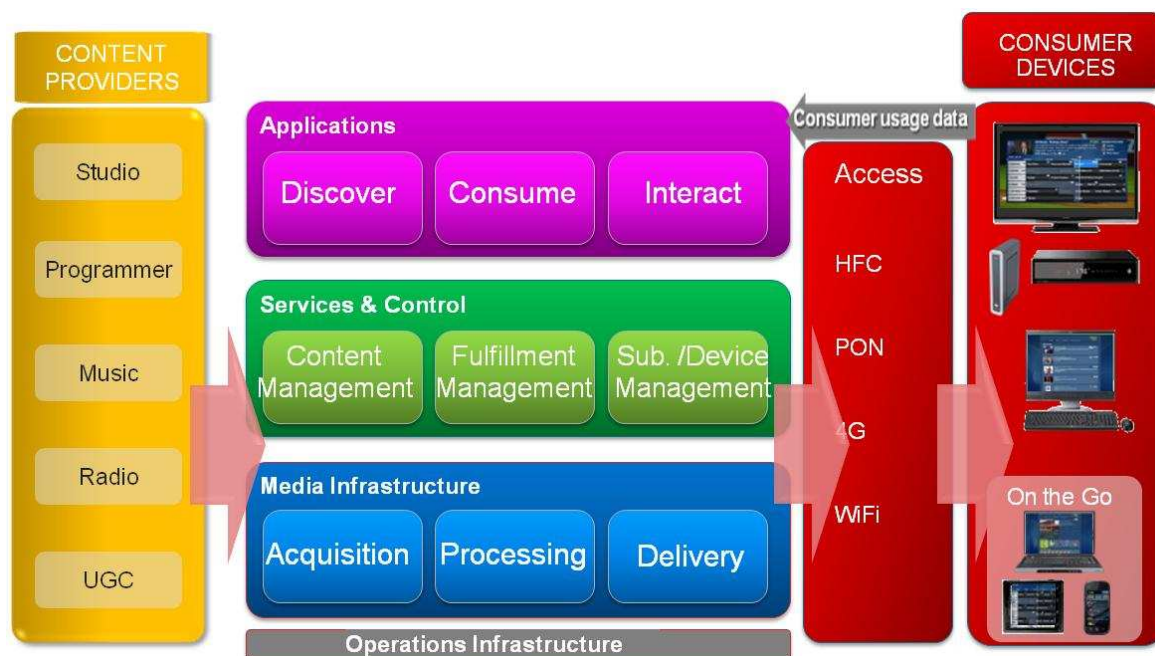 CONTENT
PROVIDERS
Studio
Programmer
Music
Radio
UGC
Applications
Discover
Consume
Interact
Services & Control
Content
Management
Fulfillment
Management
Sub. /Device
Management
Media Infrastructure
Acquisition
Processing
Delivery
Operations Infrastructure
Consumer usage data
Access
HFC
PON
4G
WiFi
CONSUMER
DEVICES
On the Go